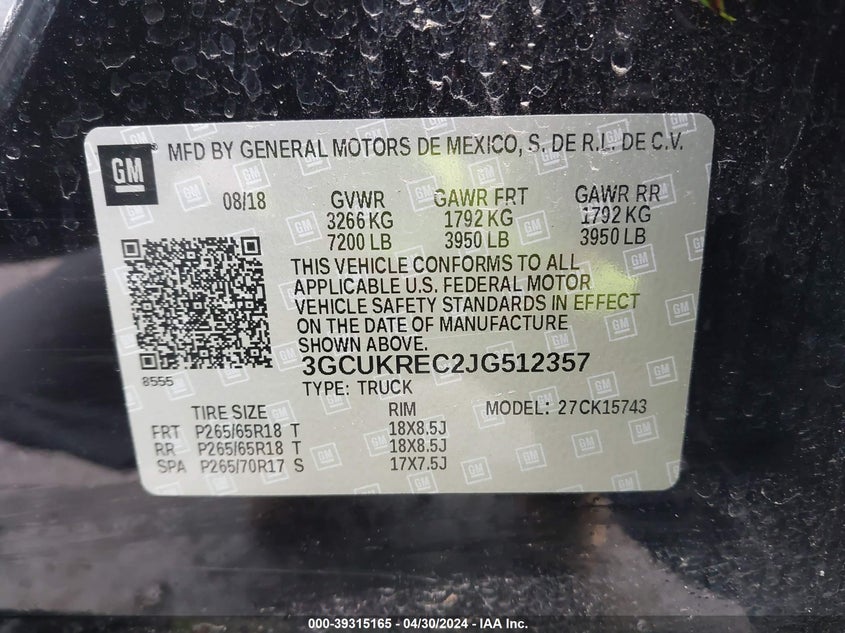 GM
MFD BY GENERAL MOTORS DE MEXICO, S. DE R.L. DE C.V.
08/18 GVWR GAWR FRT GAWR RR
3266 KG 1792 KG 1792 KG
7200 LB 3950 LB 3950 LB
THIS VEHICLE CONFORMS TO ALL
APPLICABLE U.S. FEDERAL MOTOR
VEHICLE SAFETY STANDARDS IN EFFECT
ON THE DATE OF MANUFACTURE
SHOWN ABOVE.
3GCUKREC2JG512357
8555
TYPE: TRUCK
TIRE SIZE RIM MODEL: 27CK15743
FRT P265/65R18 T 18X8.5J
RR P265/65R18 T 18X8.5J
SPA P265/70R17 S 17X7.5J
000-39315165 - 04/30/2024 - IAAI.com.